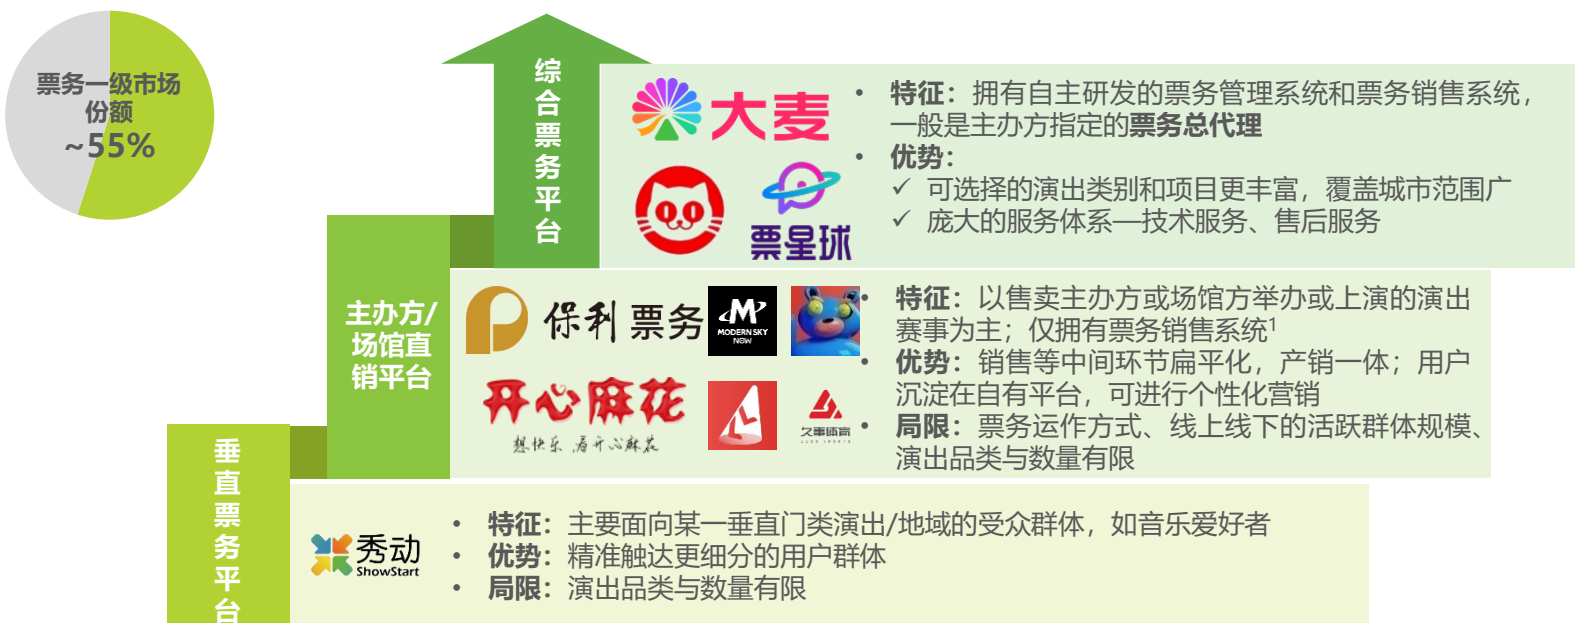 票务一级市场
份额
~55%
综合票务平台
大麦
票星球
• 特征：拥有自主研发的票务管理系统和票务销售系统，
一般是主办方指定的票务总代理
• 优势：
✓ 可选择的演出类别和项目更丰富，覆盖城市范围广
✓ 庞大的服务体系—技术服务、售后服务
主办方/
场馆直
销平台
保利票务
MODERNSKY
NOW
开心麻花
想快乐，看开心麻花
久事体育
JUSS SPORTS
• 特征：以售卖主办方或场馆方举办或上演的演出
赛事为主；仅拥有票务销售系统1
• 优势：销售等中间环节扁平化，产销一体；用户
沉淀在自有平台，可进行个性化营销
• 局限：票务运作方式、线上线下的活跃群体规模、
演出品类与数量有限
垂直票务平台
秀动
ShowStart
• 特征：主要面向某一垂直门类演出/地域的受众群体，如音乐爱好者
• 优势：精准触达更细分的用户群体
• 局限：演出品类与数量有限